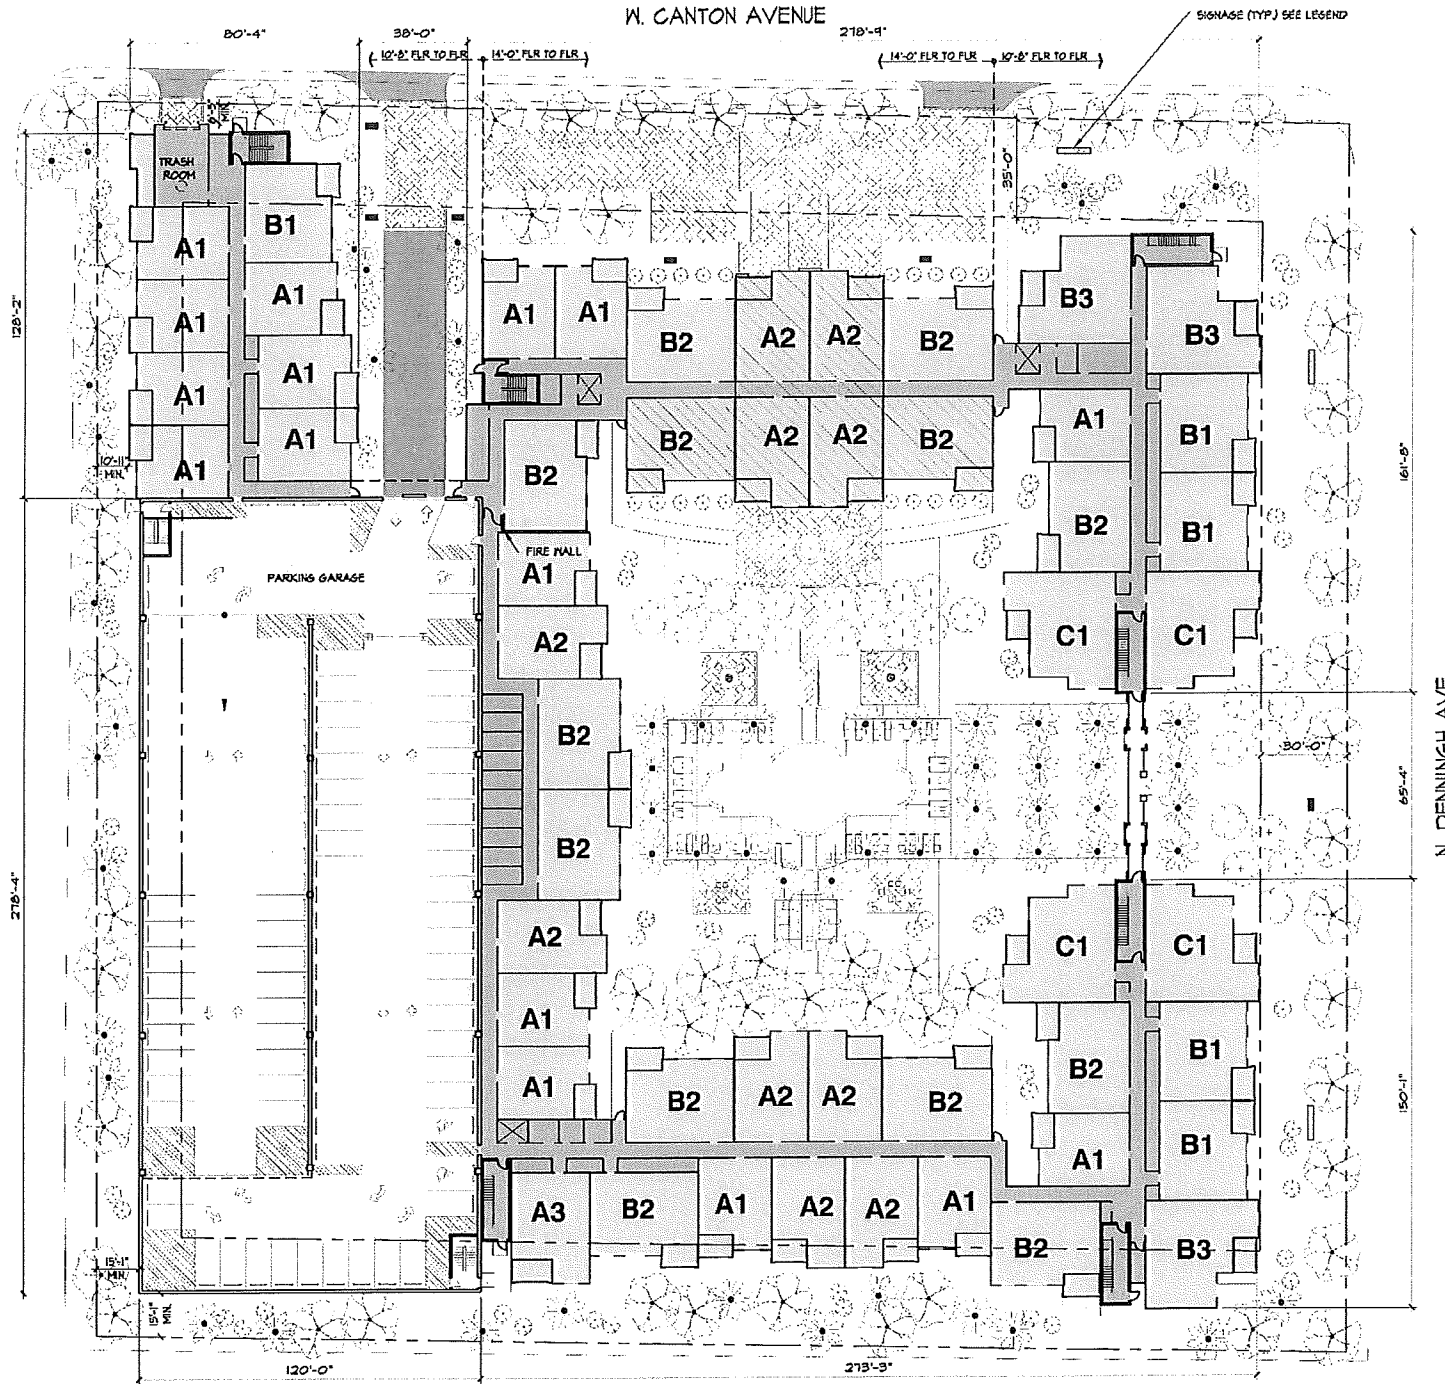 W. CANTON AVENUE
SIGNAGE (TYP.) SEE LEGEND
80'-4"
38'-0"
278'-9"
10'-8" FLR TO FLR
14'-0" FLR TO FLR
14'-0" FLR TO FLR
10'-8" FLR TO FLR
MIN.
TRASH
ROOM
35'-0"
128'-2"
B1
A1
A1
A1
A1
A1
A1
A1
10'-11"
MIN.
A1
A1
B2
A2
A2
B2
B3
B3
B2
A2
A2
B2
A1
B1
161'-8"
B2
B2
B1
FIRE WALL
PARKING GARAGE
A1
A2
C1
C1
B2
N. DENNINGH AVE
30'-0"
65'-4"
B2
278'-4"
A2
C1
C1
A1
B1
A1
B2
A2
A2
B2
B2
150'-1"
B1
A1
A3
B2
A1
A2
A2
A1
B2
B3
15'-1"
MIN.
15'-1"
MIN.
120'-0"
273'-3"